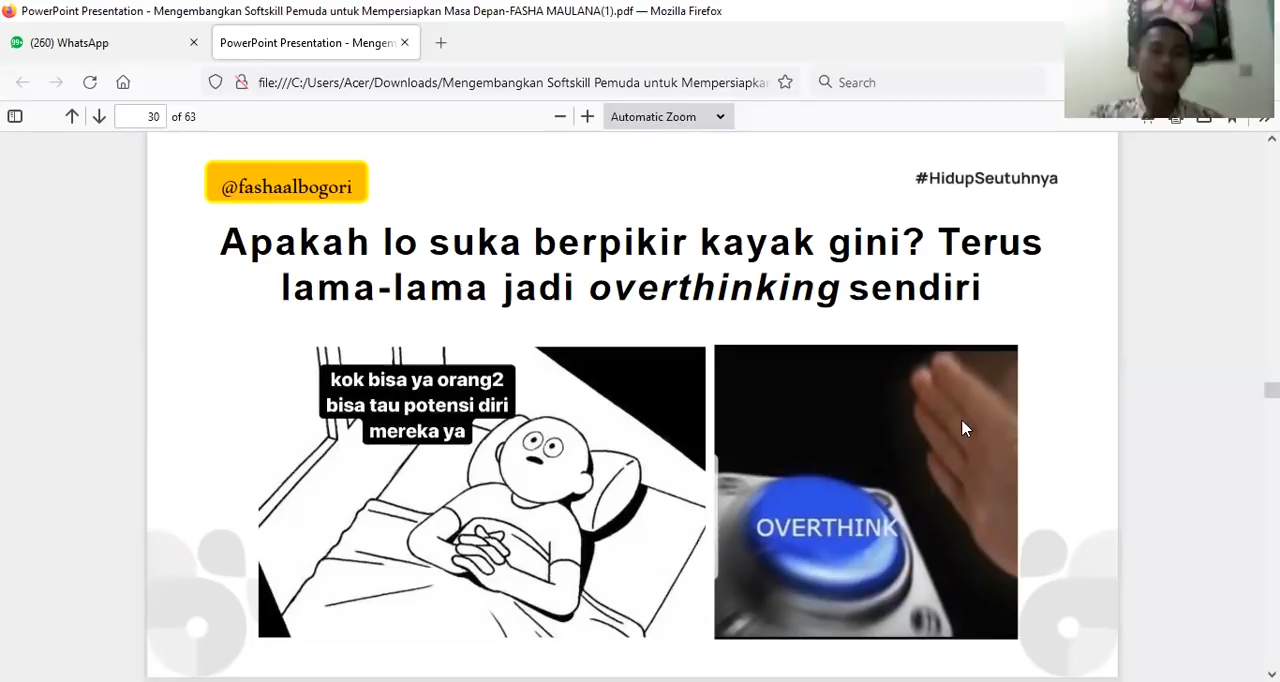 PowerPoint Presentation - Mengembangkan Softskill Pemuda untuk Mempersiapkan Masa Depan-FASHA MAULANA(1).pdf — Mozilla Firefox
99+
(260) WhatsApp
PowerPoint Presentation - Mengem
file:///C:/Users/Acer/Downloads/Mengembangkan Softskill Pemuda untuk Mempersiapka
Search
30 of 63
Automatic Zoom
@fashaalbogori
#HidupSeutuhnya
Apakah lo suka berpikir kayak gini? Terus
lama-lama jadi overthinking sendiri
kok bisa ya orang2
bisa tau potensi diri
mereka ya
OVERTHINK